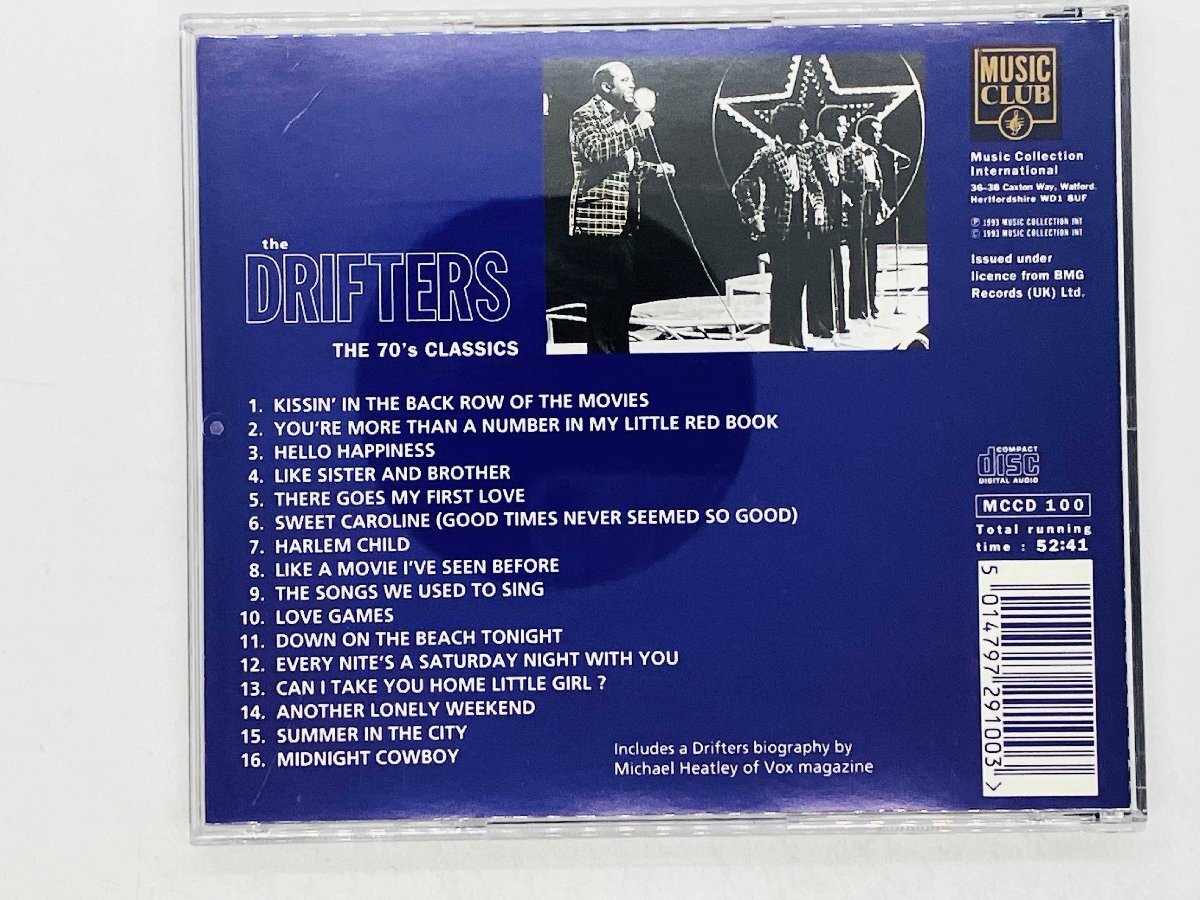 the
DRIFTERS
THE 70's CLASSICS
1. KISSIN' IN THE BACK ROW OF THE MOVIES
2. YOU'RE MORE THAN A NUMBER IN MY LITTLE RED BOOK
3. HELLO HAPPINESS
4. LIKE SISTER AND BROTHER
5. THERE GOES MY FIRST LOVE
6. SWEET CAROLINE (GOOD TIMES NEVER SEEMED SO GOOD)
7. HARLEM CHILD
8. LIKE A MOVIE I'VE SEEN BEFORE
9. THE SONGS WE USED TO SING
10. LOVE GAMES
11. DOWN ON THE BEACH TONIGHT
12. EVERY NITE'S A SATURDAY NIGHT WITH YOU
13. CAN I TAKE YOU HOME LITTLE GIRL ?
14. ANOTHER LONELY WEEKEND
15. SUMMER IN THE CITY
16. MIDNIGHT COWBOY
Includes a Drifters biography by
Michael Heatley of Vox magazine
MUSIC
CLUB
Music Collection
International
36-38 Caxton Way, Watford.
Hertfordshire WD1 8UF
Ⓟ 1993 MUSIC COLLECTION INT
© 1993 MUSIC COLLECTION INT
Issued under
licence from BMG
Records (UK) Ltd.
COMPACT
disc
DIGITAL AUDIO
MCCD 100
Total running
time : 52:41
5 014797 291003 >